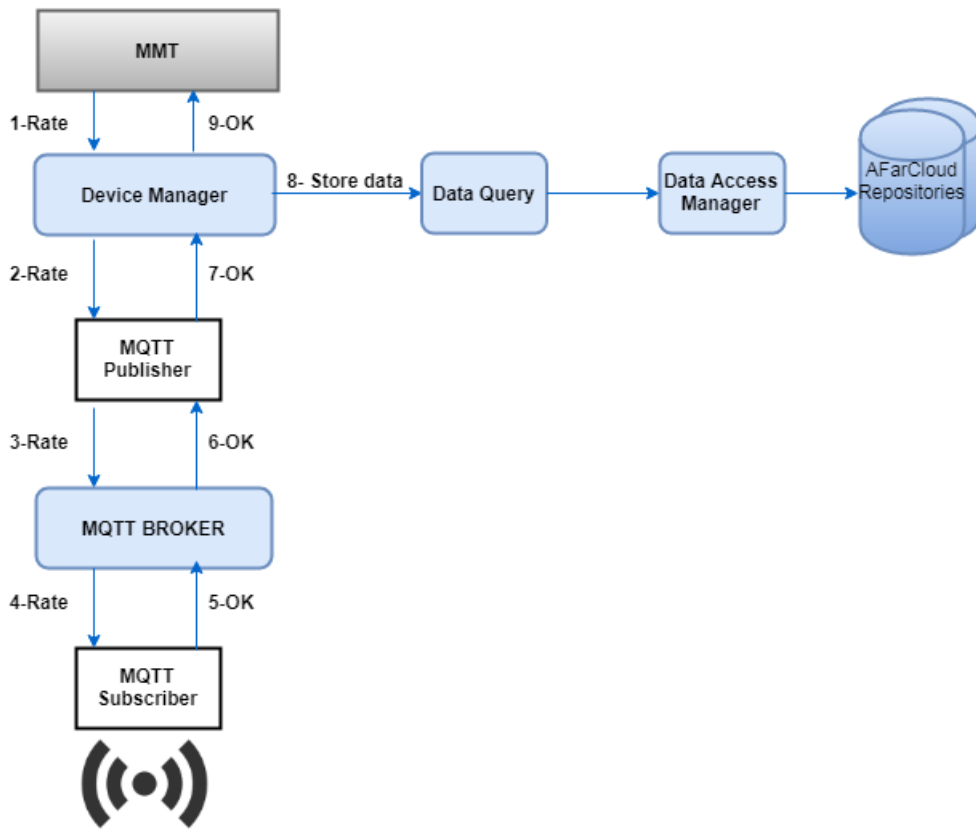 MMT
1-Rate
9-OK
Device Manager
8- Store data
Data Query
Data Access
Manager
AFarCloud
Repositories
2-Rate
7-OK
MQTT
Publisher
3-Rate
6-OK
MQTT BROKER
4-Rate
5-OK
MQTT
Subscriber